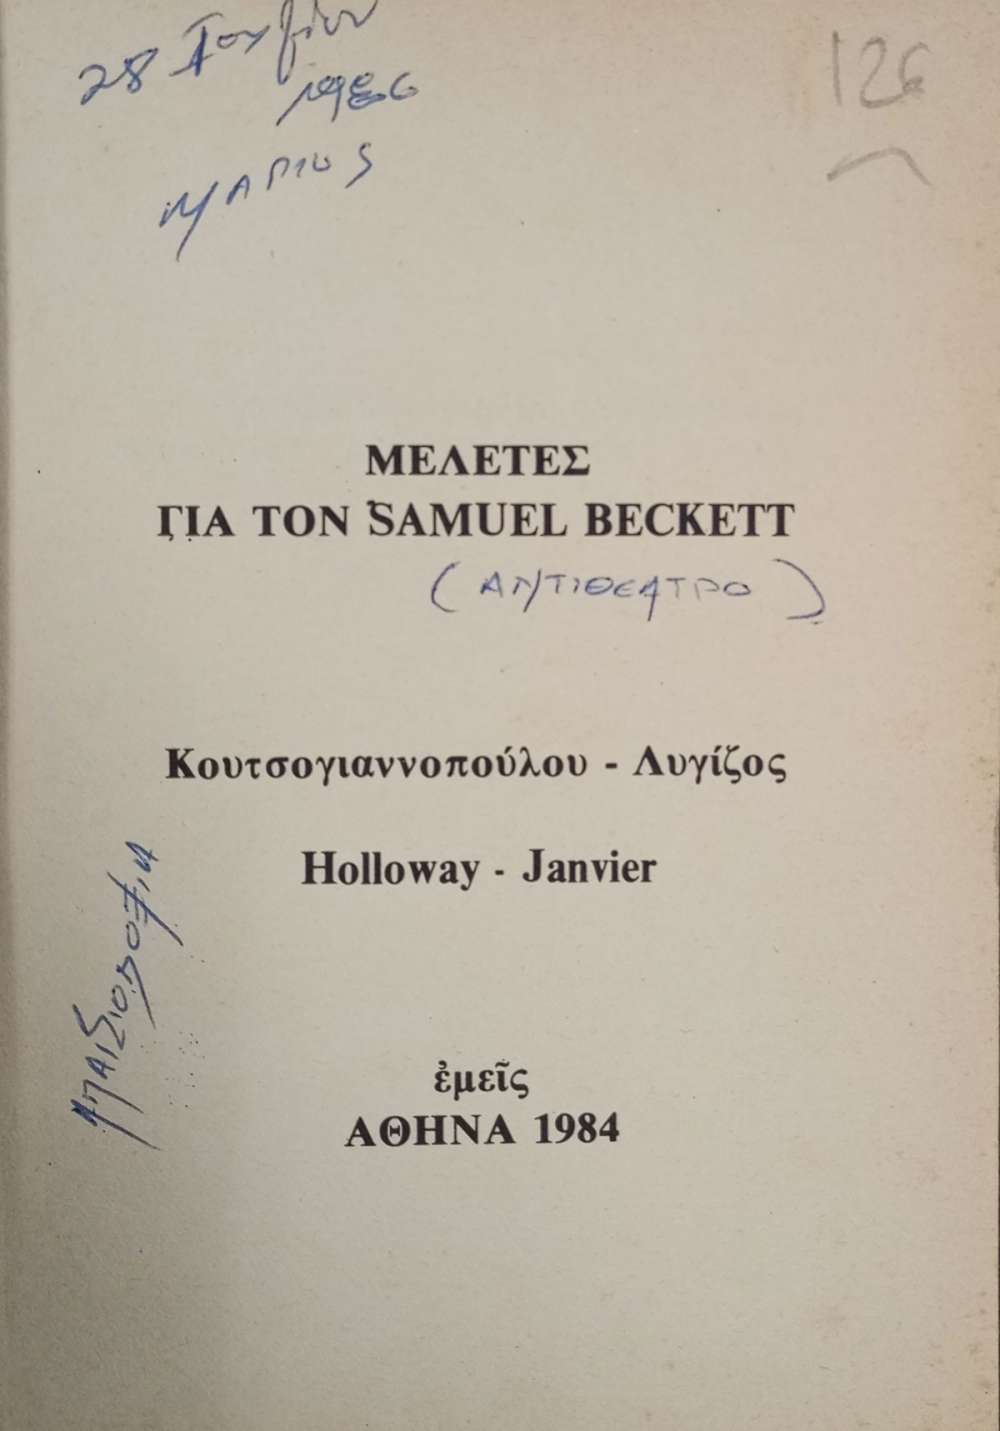 28 Ιουλίου
1986
ΜΑΡΙΟΣ
126
ΜΕΛΕΤΕΣ
ΓΙΑ ΤΟΝ SAMUEL BECKETT
(ΑΝΤΙΘΕΑΤΡΟ)
Κουτσογιαννοπούλου - Λυγίζος
Holloway - Janvier
ἐμεῖς
ΑΘΗΝΑ 1984